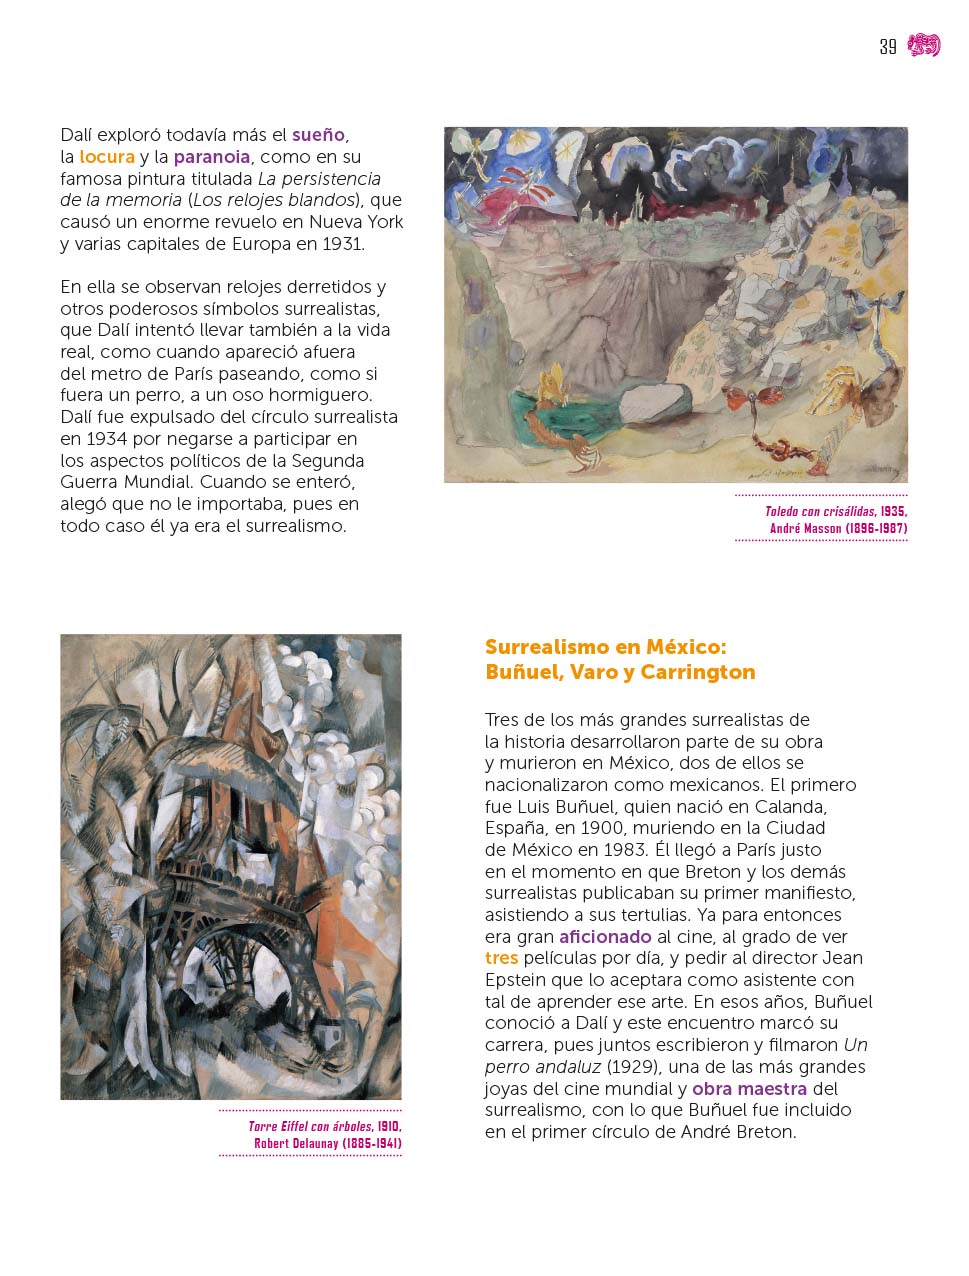 39
Dalí exploró todavía más el sueño,
la locura y la paranoia, como en su
famosa pintura titulada La persistencia
de la memoria (Los relojes blandos), que
causó un enorme revuelo en Nueva York
y varias capitales de Europa en 1931.
En ella se observan relojes derretidos y
otros poderosos símbolos surrealistas,
que Dalí intentó llevar también a la vida
real, como cuando apareció afuera
del metro de París paseando, como si
fuera un perro, a un oso hormiguero.
Dalí fue expulsado del círculo surrealista
en 1934 por negarse a participar en
los aspectos políticos de la Segunda
Guerra Mundial. Cuando se enteró,
alegó que no le importaba, pues en
todo caso él ya era el surrealismo.
Toledo con crisálidas, 1935,
André Masson (1896-1987)
Torre Eiffel con árboles, 1910,
Robert Delaunay (1885-1941)
Surrealismo en México:
Buñuel, Varo y Carrington
Tres de los más grandes surrealistas de
la historia desarrollaron parte de su obra
y murieron en México, dos de ellos se
nacionalizaron como mexicanos. El primero
fue Luis Buñuel, quien nació en Calanda,
España, en 1900, muriendo en la Ciudad
de México en 1983. Él llegó a París justo
en el momento en que Breton y los demás
surrealistas publicaban su primer manifiesto,
asistiendo a sus tertulias. Ya para entonces
era gran aficionado al cine, al grado de ver
tres películas por día, y pedir al director Jean
Epstein que lo aceptara como asistente con
tal de aprender ese arte. En esos años, Buñuel
conoció a Dalí y este encuentro marcó su
carrera, pues juntos escribieron y filmaron Un
perro andaluz (1929), una de las más grandes
joyas del cine mundial y obra maestra del
surrealismo, con lo que Buñuel fue incluido
en el primer círculo de André Breton.